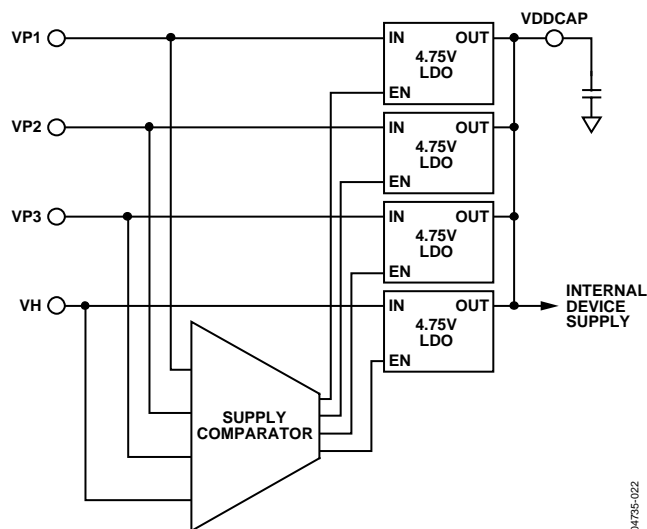 VP1
IN
OUT
VDDCAP
4.75V
LDO
EN
VP2
IN
OUT
4.75V
LDO
EN
VP3
IN
OUT
4.75V
LDO
EN
VH
IN
OUT
4.75V
LDO
EN
INTERNAL
DEVICE
SUPPLY
SUPPLY
COMPARATOR
04735-022